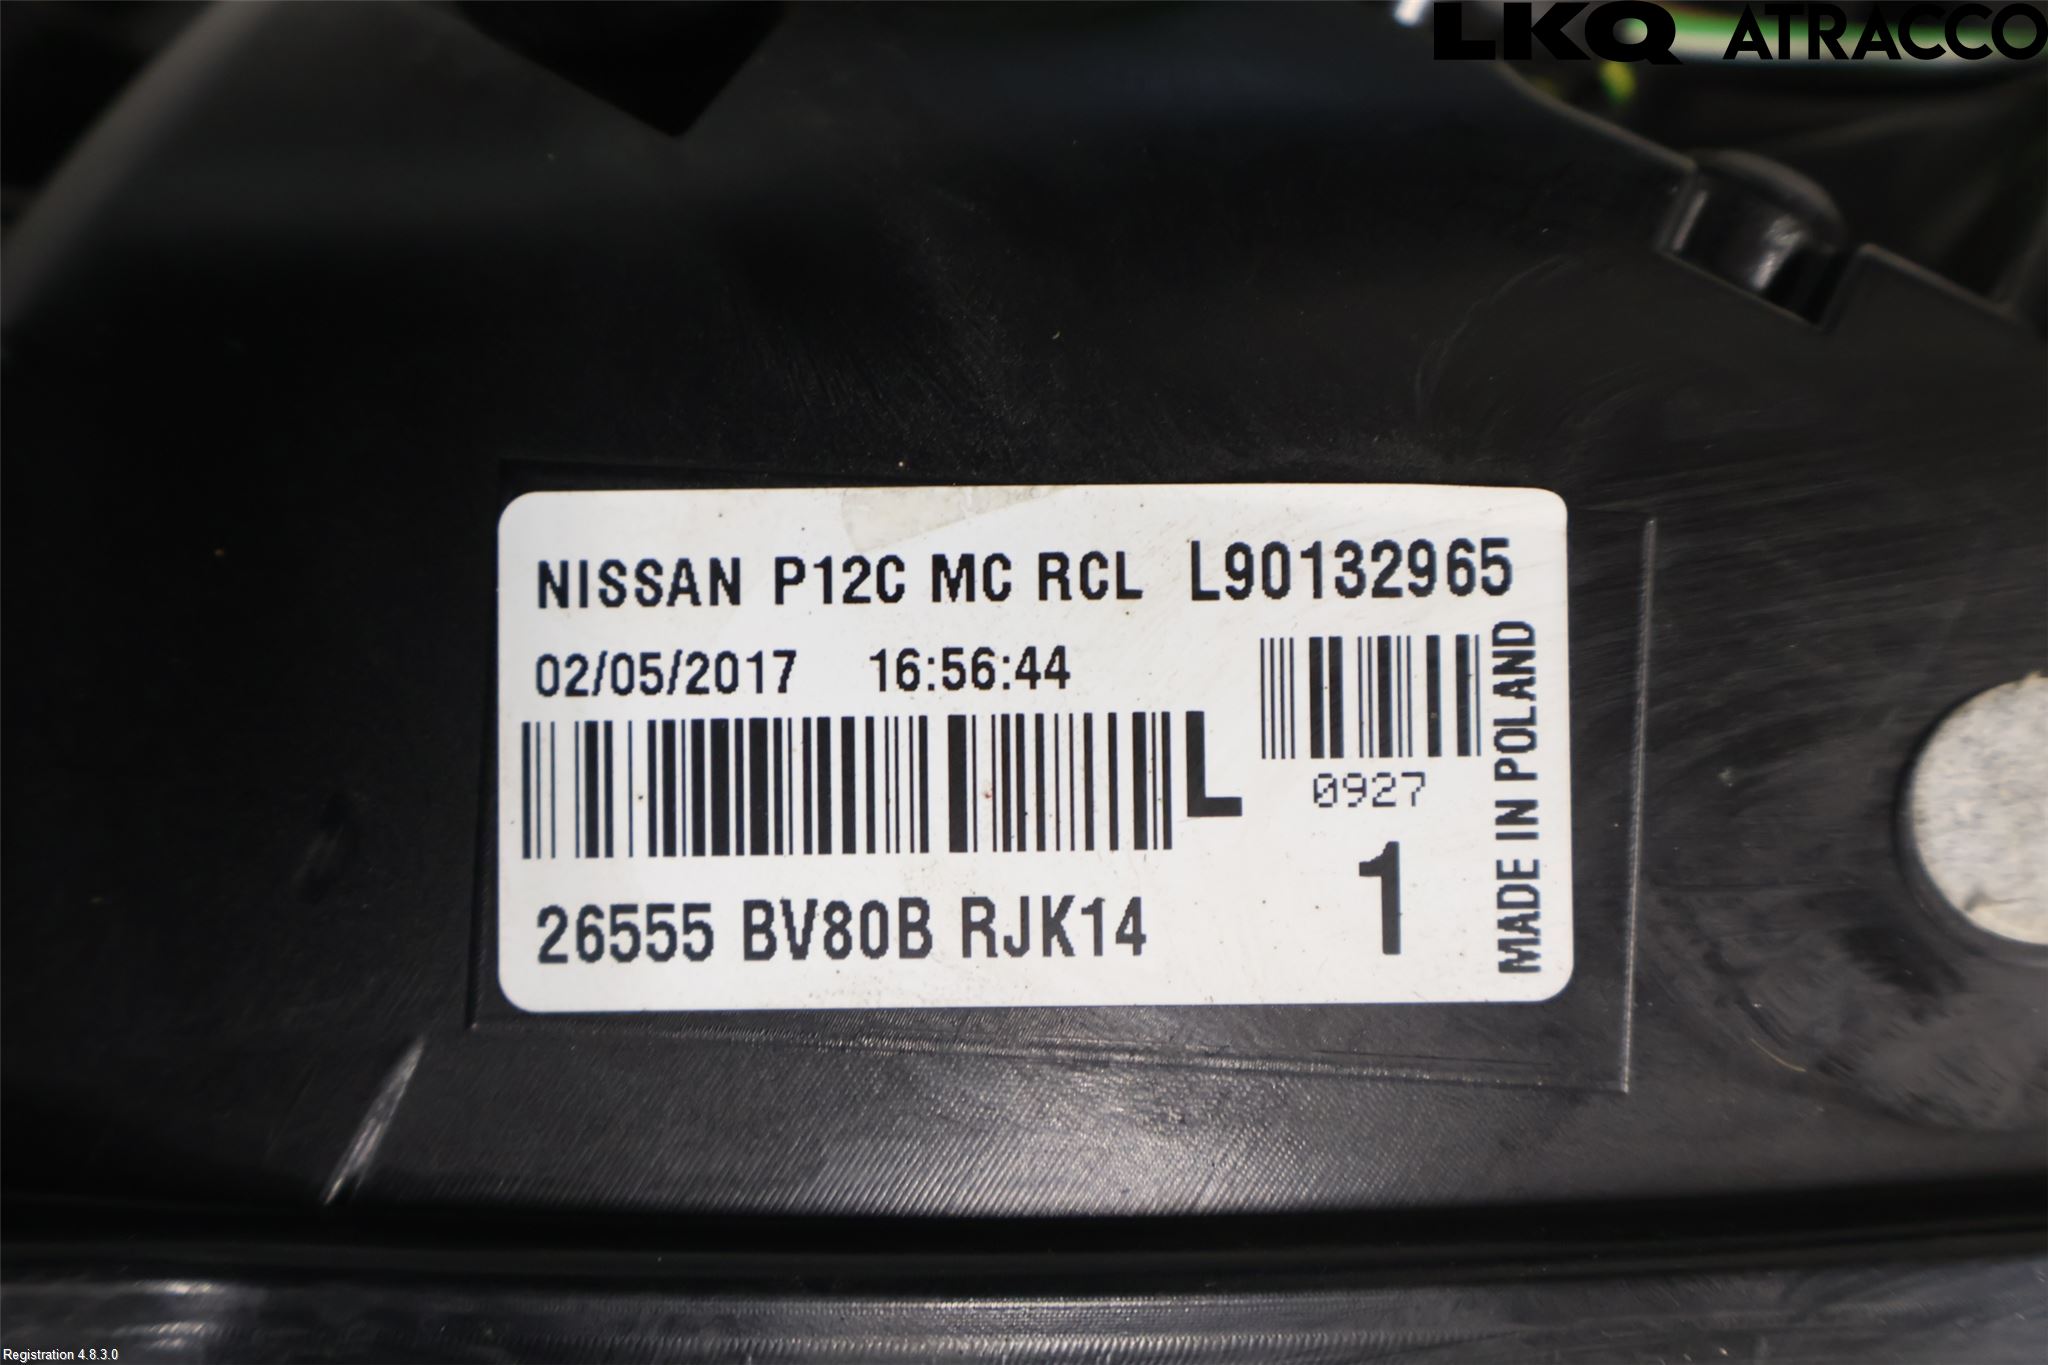 LKQ ATRACCO
NISSAN P12C MC RCL L90132965
02/05/2017 16:56:44
L
0927
1
26555 BV80B RJK14
MADE IN POLAND
Registration 4.8.3.0